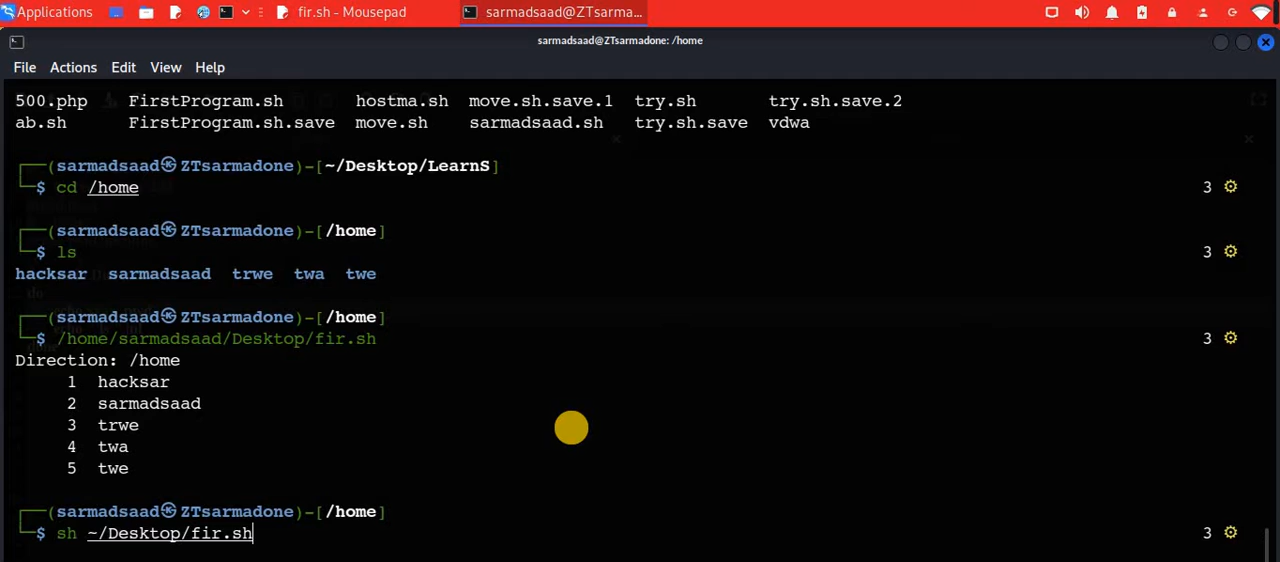 Applications fir.sh - Mousepad sarmadsaad@ZTsarma...
sarmadsaad@ZTsarmadone: /home
File Actions Edit View Help
500.php FirstProgram.sh hostma.sh move.sh.save.1 try.sh try.sh.save.2
ab.sh FirstProgram.sh.save move.sh sarmadsaad.sh try.sh.save vdwa
┌──(sarmadsaad㉿ZTsarmadone)-[~/Desktop/LearnS]
└─$ cd /home 3 ⚙
┌──(sarmadsaad㉿ZTsarmadone)-[/home]
└─$ ls 3 ⚙
hacksar sarmadsaad trwe twa twe
┌──(sarmadsaad㉿ZTsarmadone)-[/home]
└─$ /home/sarmadsaad/Desktop/fir.sh 3 ⚙
Direction: /home
1 hacksar
2 sarmadsaad
3 trwe
4 twa
5 twe
┌──(sarmadsaad㉿ZTsarmadone)-[/home]
└─$ sh ~/Desktop/fir.sh 3 ⚙